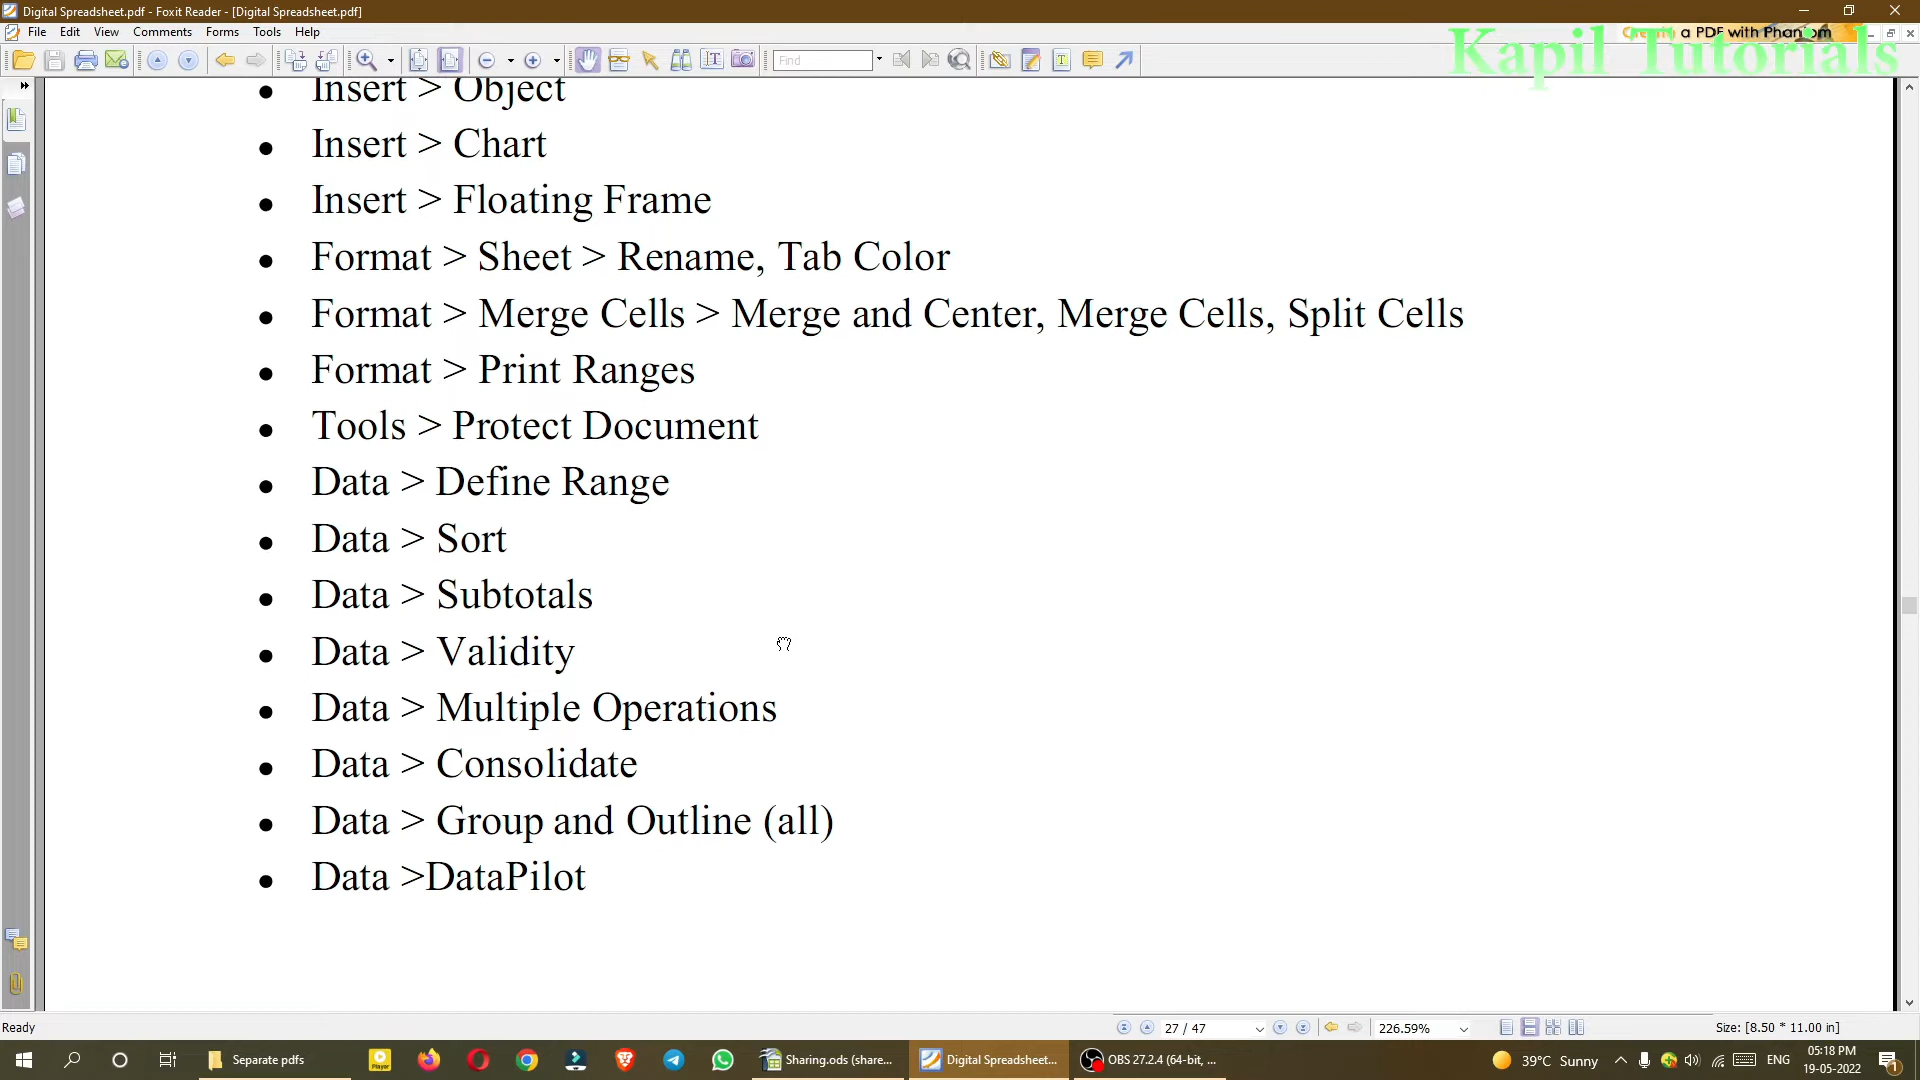 Digital Spreadsheet.pdf - Foxit Reader - [Digital Spreadsheet.pdf]
File Edit View Comments Forms Tools Help
a PDF with
Kapil Tutorials
Find
• Insert > Object
• Insert > Chart
• Insert > Floating Frame
• Format > Sheet > Rename, Tab Color
• Format > Merge Cells > Merge and Center, Merge Cells, Split Cells
• Format > Print Ranges
• Tools > Protect Document
• Data > Define Range
• Data > Sort
• Data > Subtotals
• Data > Validity
• Data > Multiple Operations
• Data > Consolidate
• Data > Group and Outline (all)
• Data >DataPilot
Ready 27 / 47 226.59% Size: [8.50 * 11.00 in]
Separate pdfs Player Sharing.ods (share... Digital Spreadsheet... OBS 27.2.4 (64-bit, ... 39°C Sunny ENG 05:18 PM
19-05-2022 1